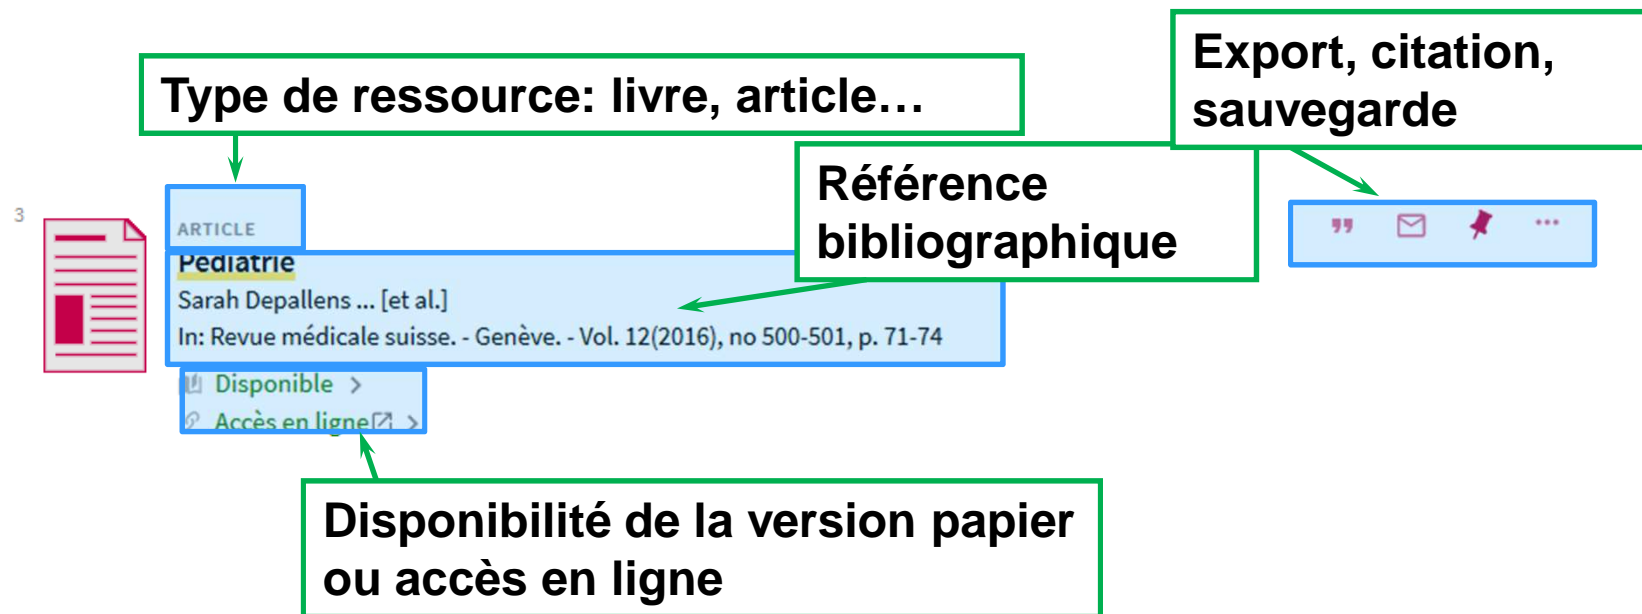 Export, citation,
sauvegarde
Type de ressource: livre, article…
Référence
bibliographique
3
ARTICLE
Pédiatrie
Sarah Depallens ... [et al.]
In: Revue médicale suisse. - Genève. - Vol. 12(2016), no 500-501, p. 71-74
Disponible >
Accès en ligne >
Disponibilité de la version papier
ou accès en ligne